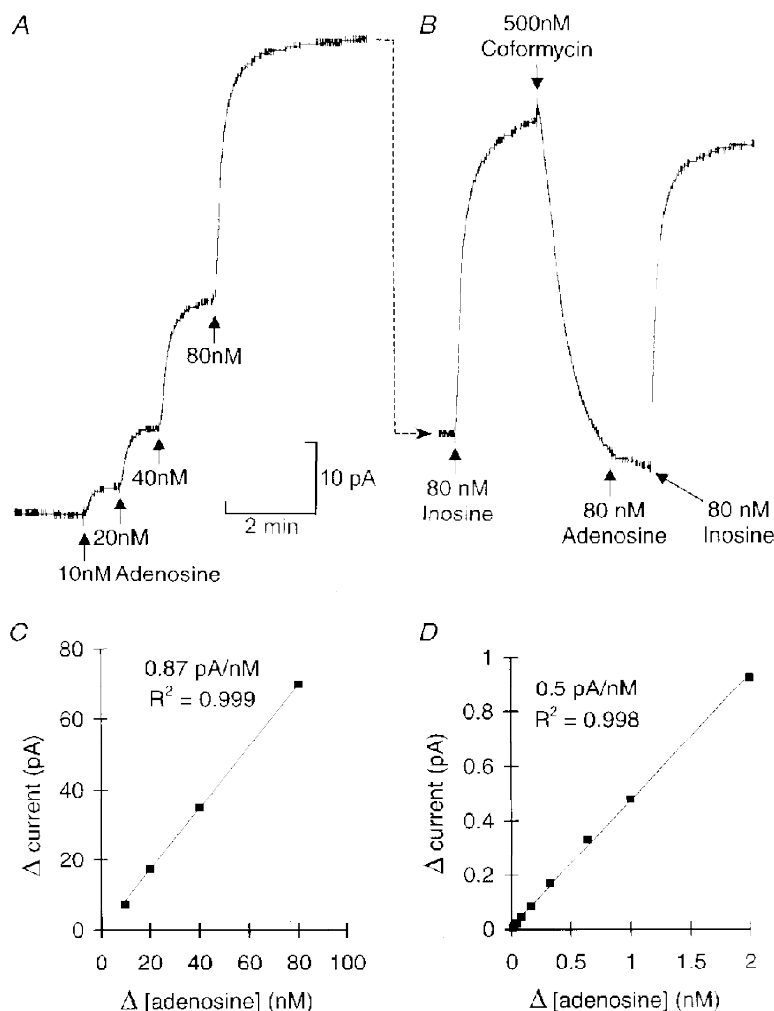 A
10nM Adenosine
20nM
40nM
80nM
10 pA
2 min
B
500nM
Coformycin
80 nM
Inosine
80 nM
Adenosine
80 nM
Inosine
C
0.87 pA/nM
R² = 0.999
80
60
40
20
0
Δ current (pA)
0 20 40 60 80 100
Δ [adenosine] (nM)
D
0.5 pA/nM
R² = 0.998
1
0.8
0.6
0.4
0.2
0
Δ current (pA)
0 0.5 1 1.5 2
Δ [adenosine] (nM)